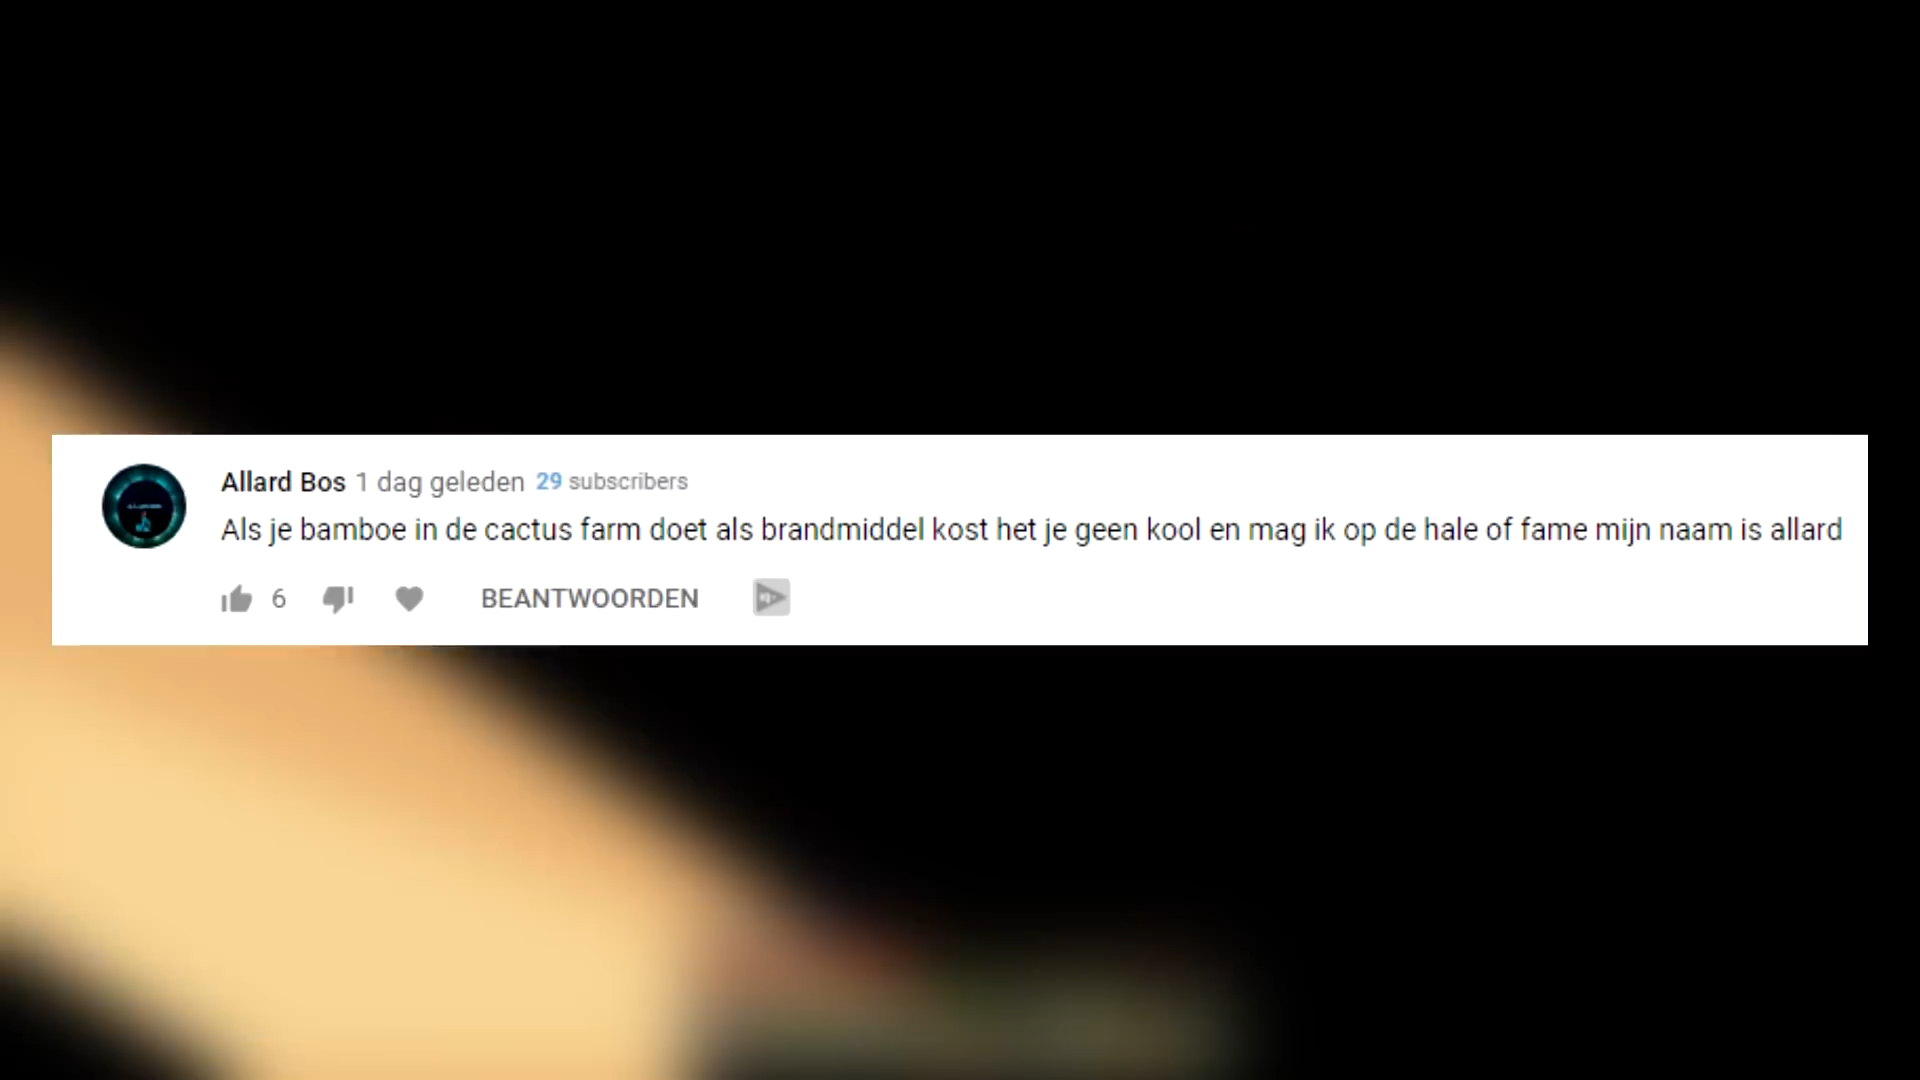 Allard Bos 1 dag geleden 29 subscribers
Als je bamboe in de cactus farm doet als brandmiddel kost het je geen kool en mag ik op de hale of fame mijn naam is allard
6 BEANTWOORDEN